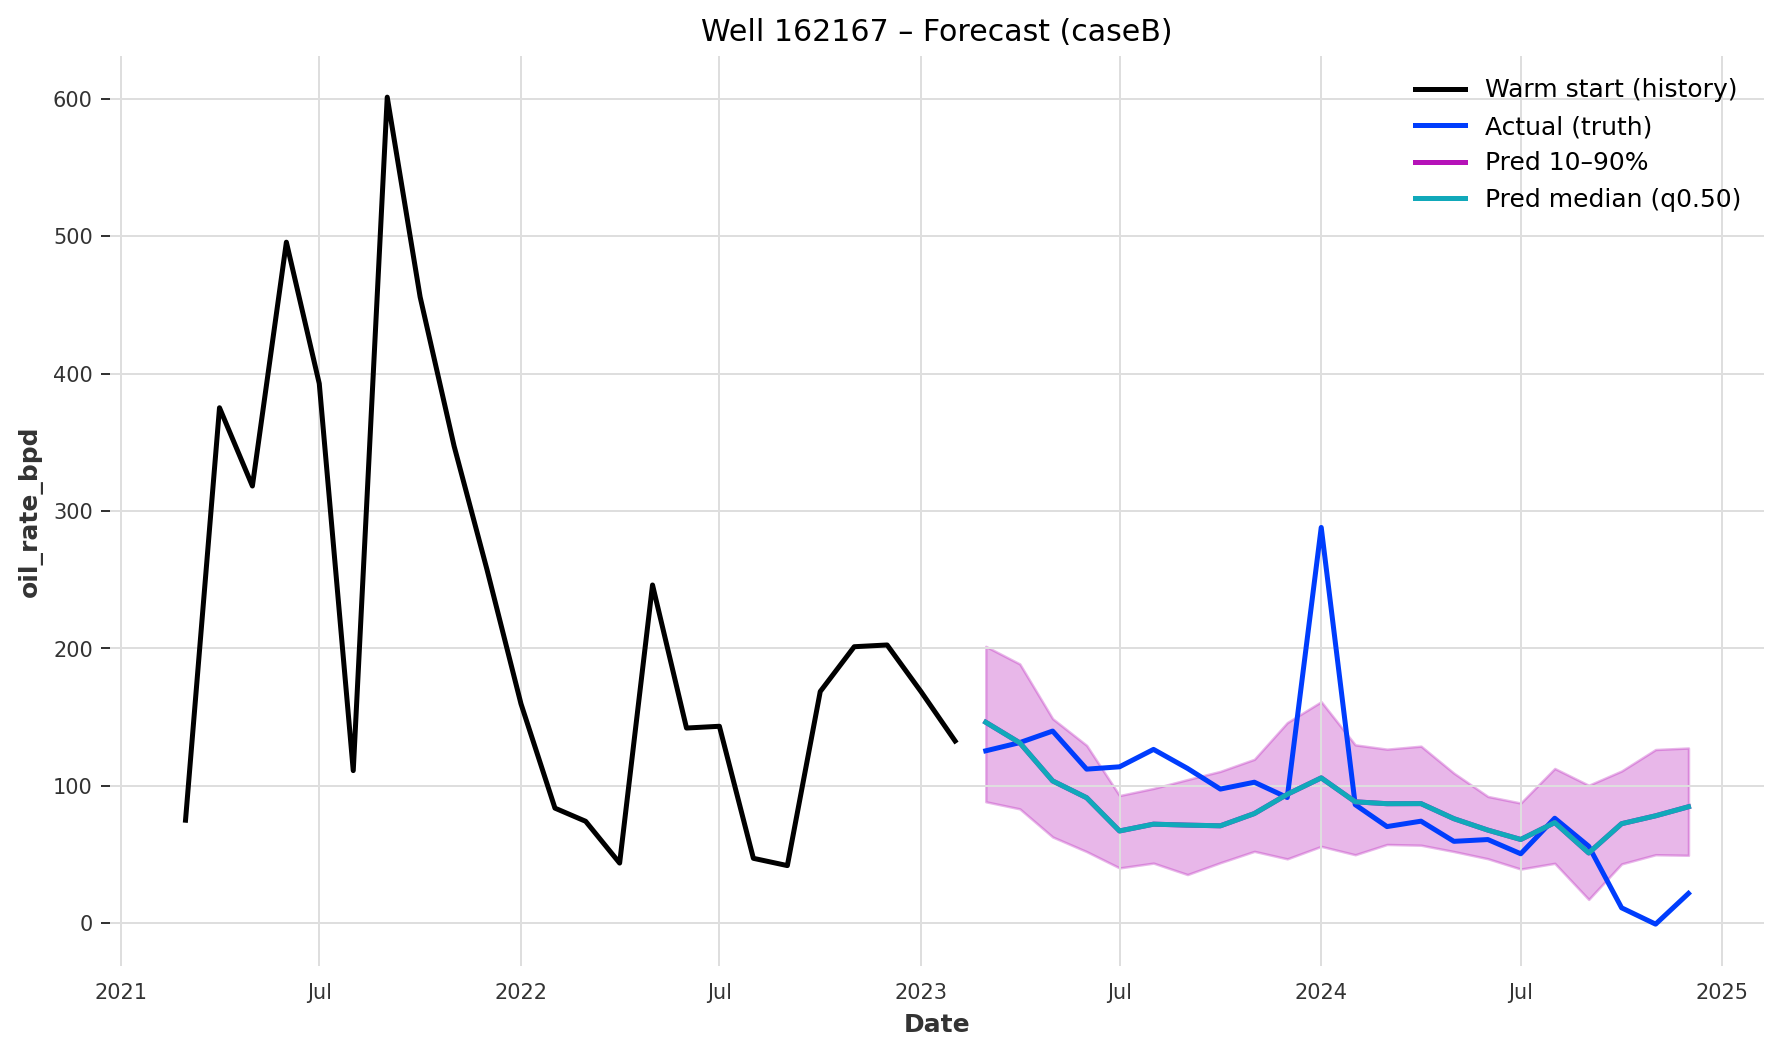 Well 162167 – Forecast (caseB)
Warm start (history)
Actual (truth)
Pred 10–90%
Pred median (q0.50)
600
500
400
300
200
100
0
oil_rate_bpd
2021
Jul
2022
Jul
2023
Jul
2024
Jul
2025
Date